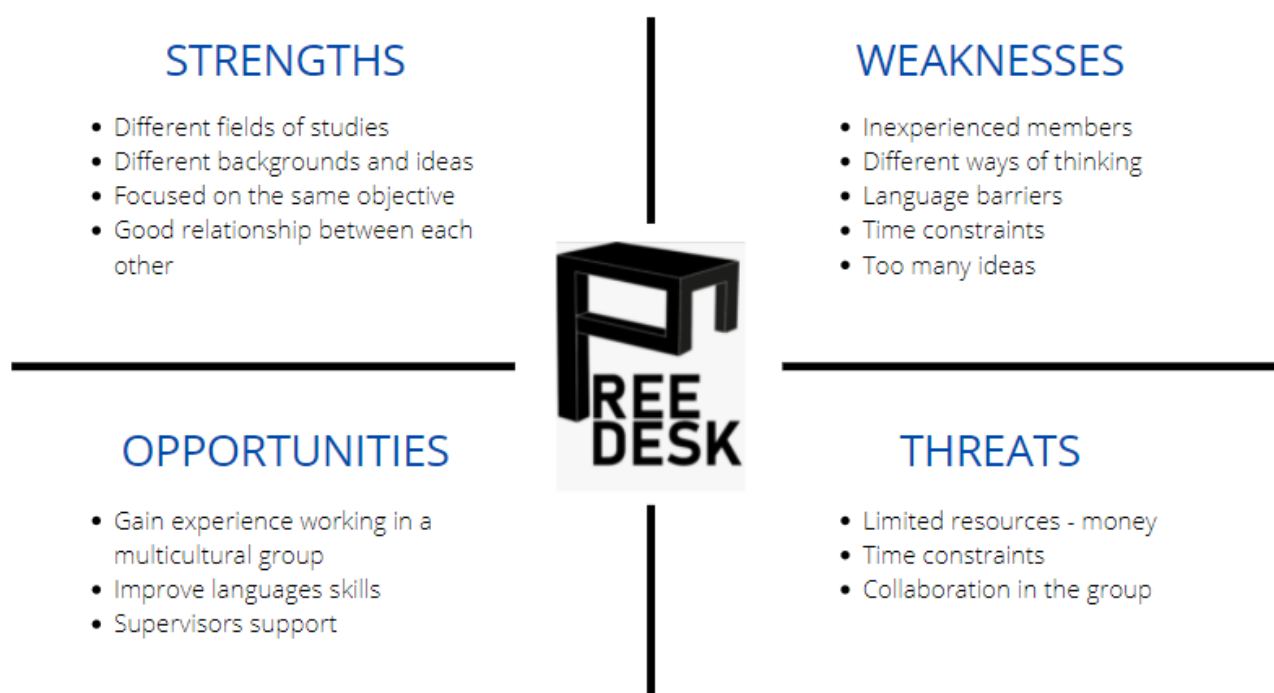 STRENGTHS
• Different fields of studies
• Different backgrounds and ideas
• Focused on the same objective
• Good relationship between each
other
WEAKNESSES
• Inexperienced members
• Different ways of thinking
• Language barriers
• Time constraints
• Too many ideas
REE
DESK
OPPORTUNITIES
• Gain experience working in a
multicultural group
• Improve languages skills
• Supervisors support
THREATS
• Limited resources - money
• Time constraints
• Collaboration in the group